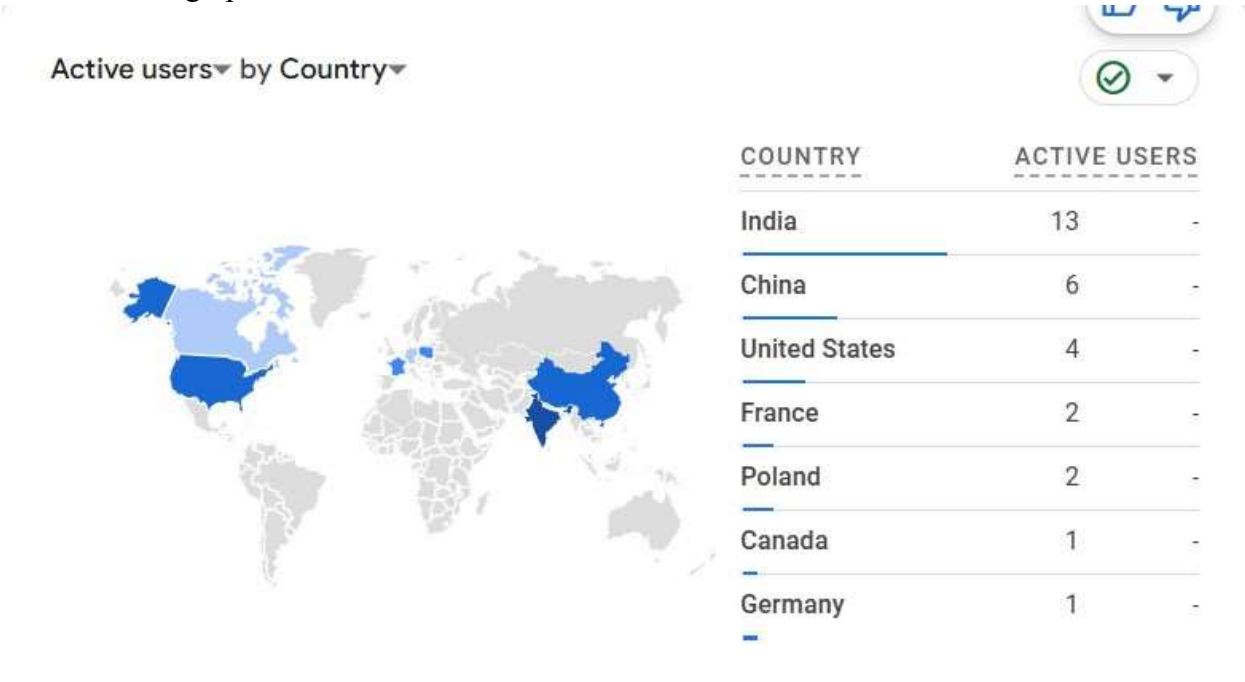 Active users by Country
COUNTRY ACTIVE USERS
India 13 -
China 6 -
United States 4 -
France 2 -
Poland 2 -
Canada 1 -
Germany 1 -